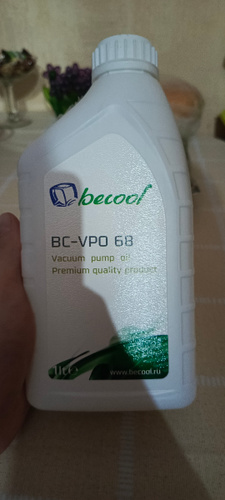 becool
BC-VPO 68
Vacuum pump oil
Premium quality product
www.becool.ru